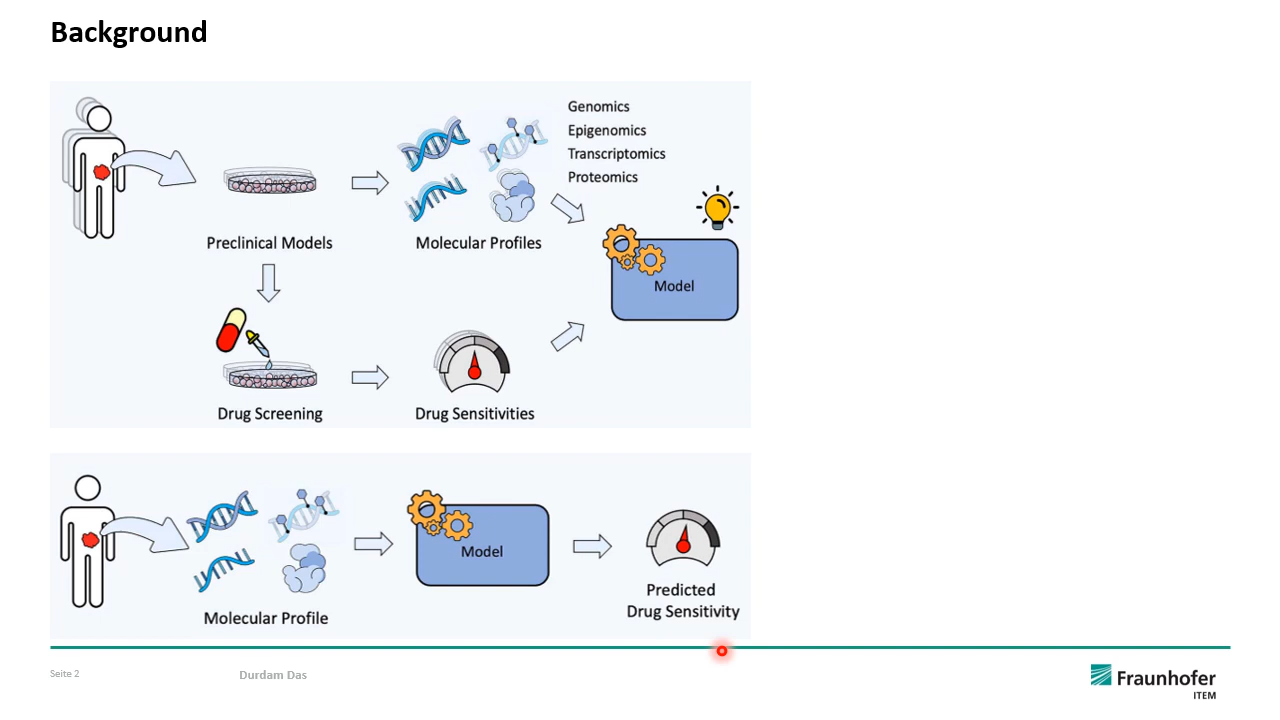 Background
Genomics
Epigenomics
Transcriptomics
Proteomics
Preclinical Models
Molecular Profiles
Model
Drug Screening
Drug Sensitivities
Model
Molecular Profile
Predicted
Drug Sensitivity
Seite 2
Durdam Das
Fraunhofer
ITEM